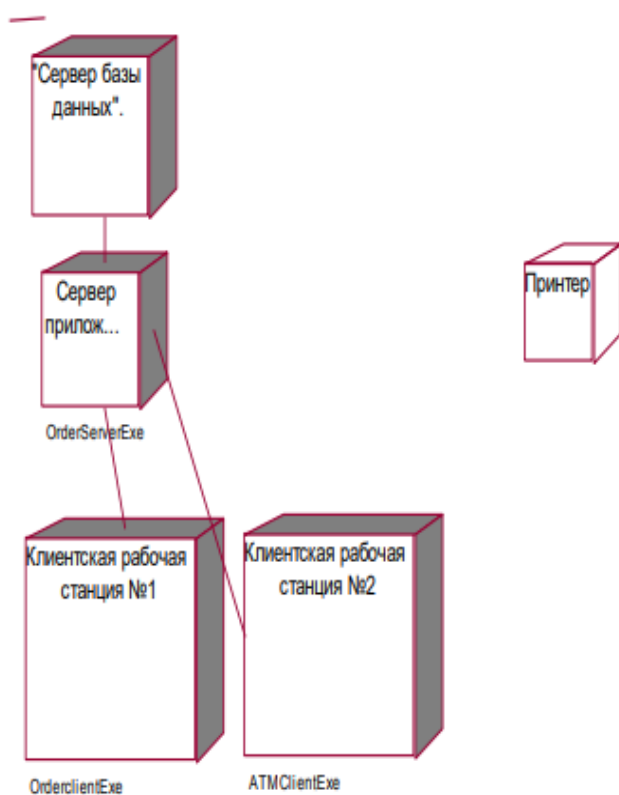 "Сервер базы
данных".
Сервер
прилож...
Принтер
OrderServerExe
Клиентская рабочая
станция №1
Клиентская рабочая
станция №2
OrderclientExe
ATMClientExe